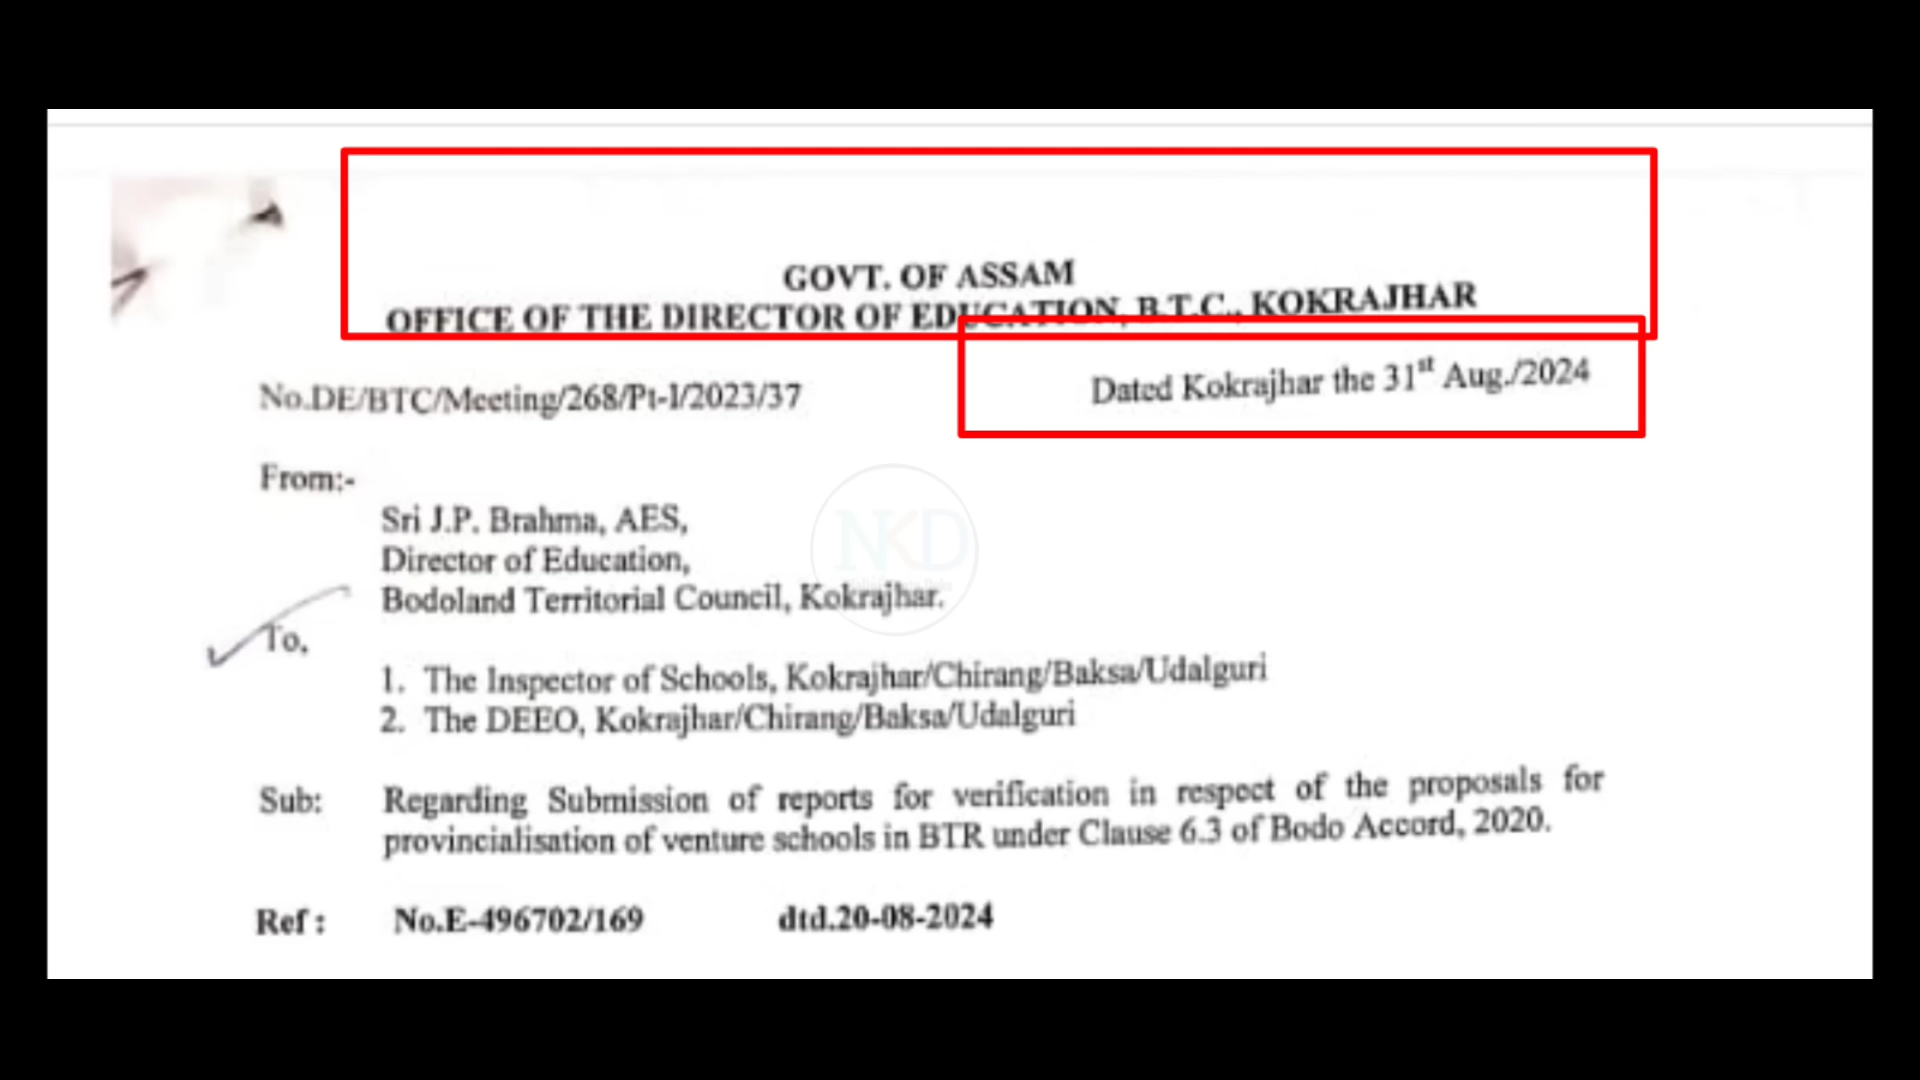 GOVT. OF ASSAM
OFFICE OF THE DIRECTOR OF EDUCATION, B.T.C., KOKRAJHAR
No.DE/BTC/Meeting/268/Pt-I/2023/37
Dated Kokrajhar the 31st Aug./2024
From:-
Sri J.P. Brahma, AES,
Director of Education,
Bodoland Territorial Council, Kokrajhar.
NKD
To,
1. The Inspector of Schools, Kokrajhar/Chirang/Baksa/Udalguri
2. The DEEO, Kokrajhar/Chirang/Baksa/Udalguri
Sub: Regarding Submission of reports for verification in respect of the proposals for
provincialisation of venture schools in BTR under Clause 6.3 of Bodo Accord, 2020.
Ref : No.E-496702/169 dtd.20-08-2024